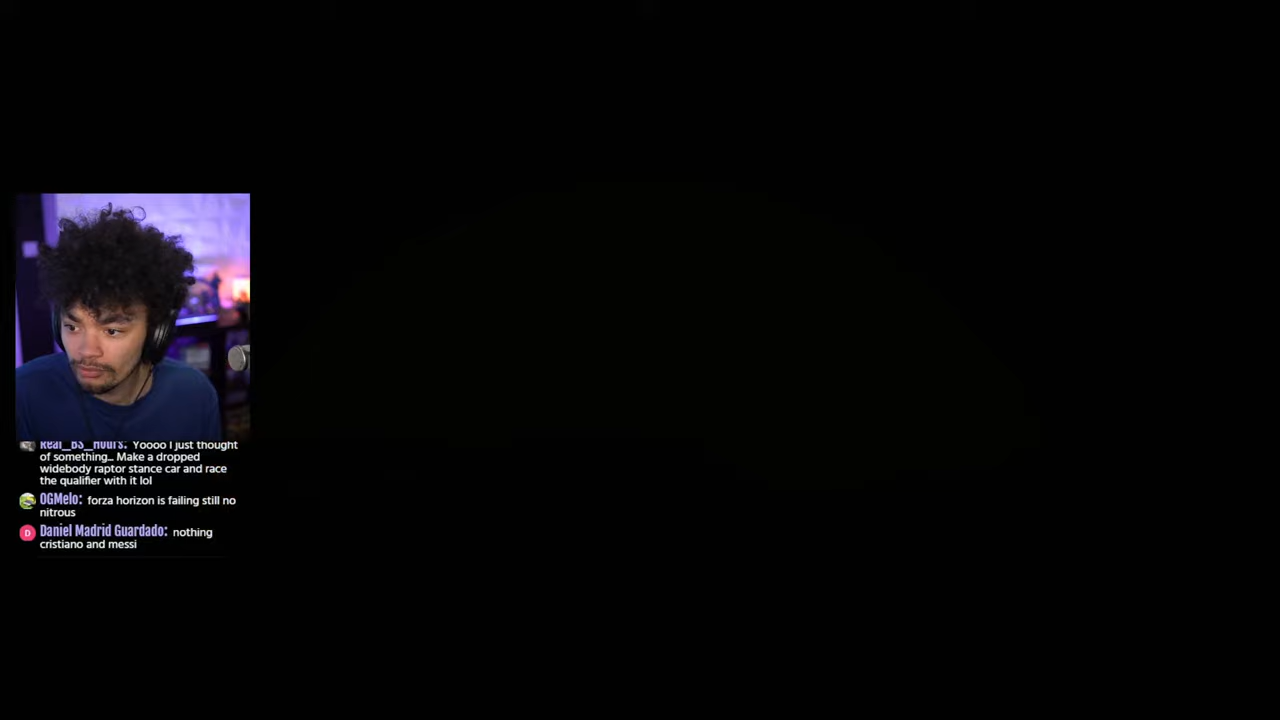 Real_BS_Hours: Yoooo I just thought
of something... Make a dropped
widebody raptor stance car and race
the qualifier with it lol
OGMelo: forza horizon is failing still no
nitrous
D Daniel Madrid Guardado: nothing
cristiano and messi